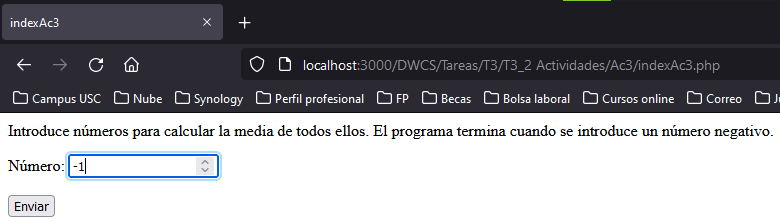 indexAc3
localhost:3000/DWCS/Tareas/T3/T3_2 Actividades/Ac3/indexAc3.php
Campus USC Nube Synology Perfil profesional FP Becas Bolsa laboral Cursos online Correo
Introduce números para calcular la media de todos ellos. El programa termina cuando se introduce un número negativo.
Número: -1
Enviar